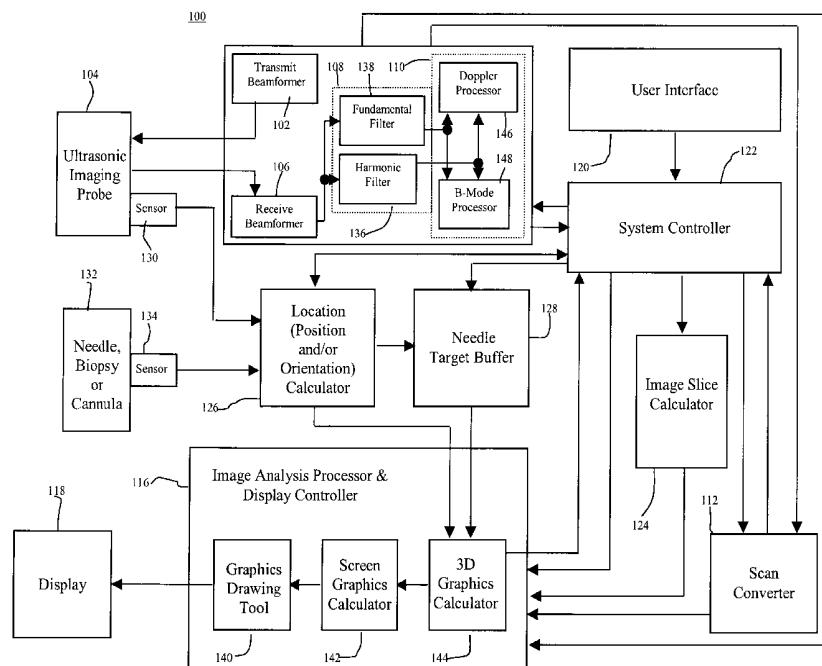 100
104
Ultrasonic
Imaging
Probe
Sensor
130
Transmit
Beamformer
102
106
Receive
Beamformer
108
138
Fundamental
Filter
Harmonic
Filter
136
110
Doppler
Processor
146
148
B-Mode
Processor
User Interface
120
122
System Controller
132
Needle,
Biopsy
or
Cannula
134
Sensor
Location
(Position
and/or
Orientation)
Calculator
126
128
Needle
Target Buffer
Image Slice
Calculator
124
112
Scan
Converter
116
Image Analysis Processor &
Display Controller
118
Display
Graphics
Drawing
Tool
140
Screen
Graphics
Calculator
142
3D
Graphics
Calculator
144